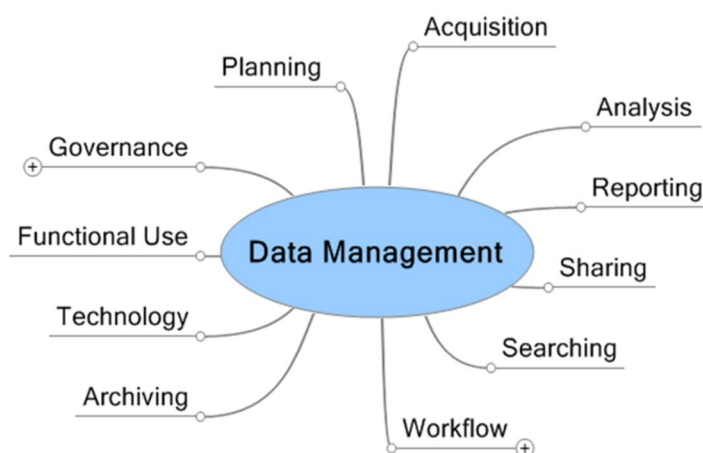 Acquisition
Planning
Analysis
Governance
Reporting
Functional Use
Data Management
Sharing
Technology
Searching
Archiving
Workflow